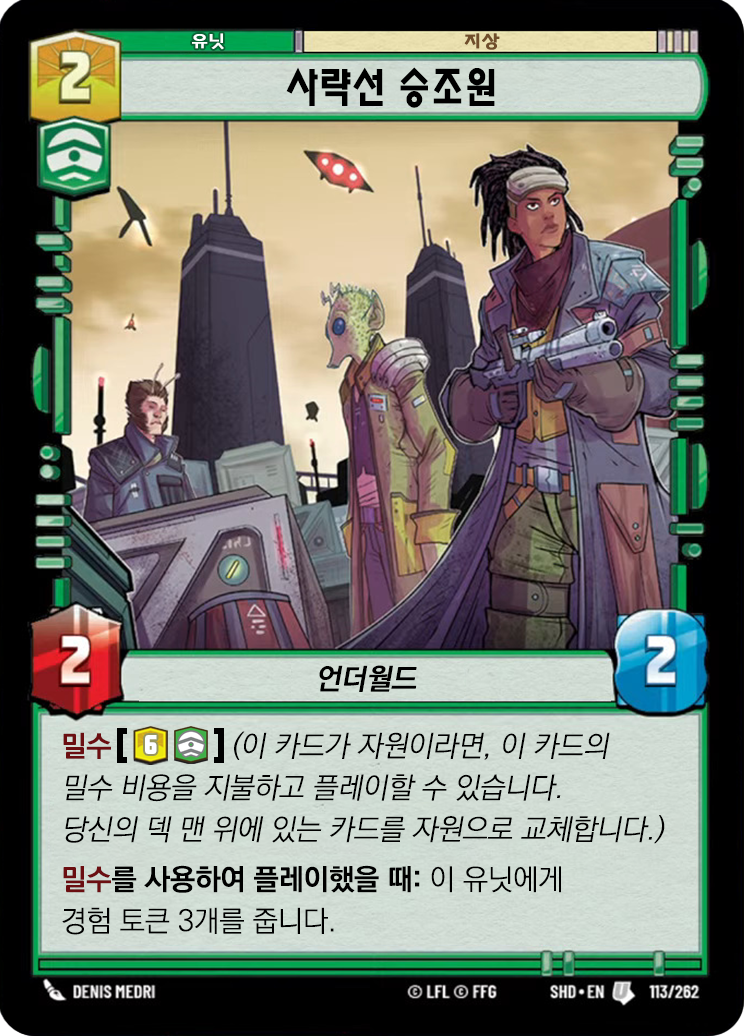 유닛
지상
2
사략선 승조원
2
2
언더월드
밀수 [6] (이 카드가 자원이라면, 이 카드의
밀수 비용을 지불하고 플레이할 수 있습니다.
당신의 덱 맨 위에 있는 카드를 자원으로 교체합니다.)
밀수를 사용하여 플레이했을 때: 이 유닛에게
경험 토큰 3개를 줍니다.
DENIS MEDRI
© LFL © FFG
SHD • EN
U
113/262